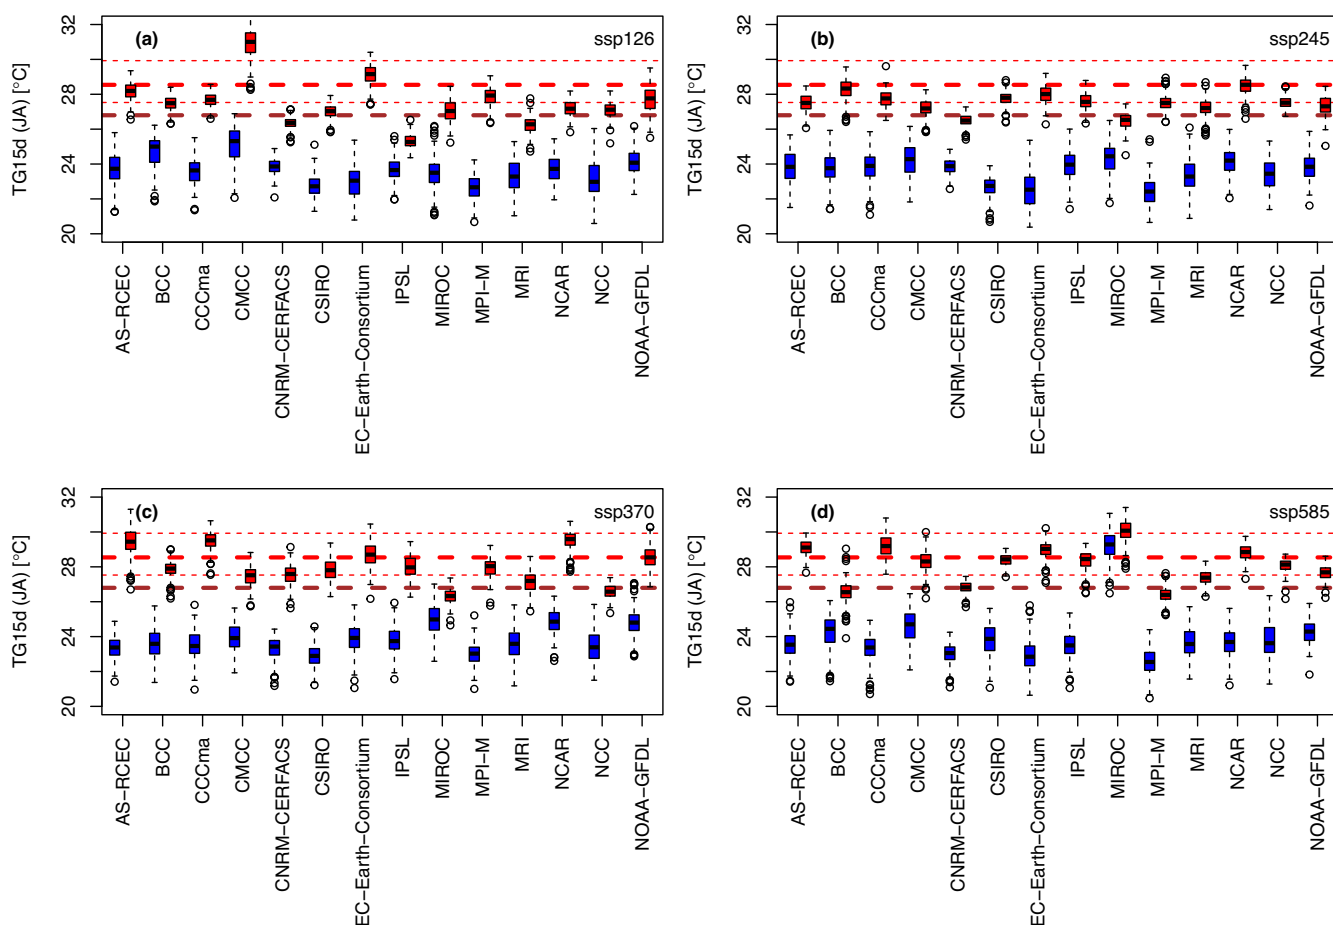 (a)
ssp126
TG15d (JA) [°C]
32
28
24
20
AS−RCEC
BCC
CCCma
CMCC
CNRM−CERFACS
CSIRO
EC−Earth−Consortium
IPSL
MIROC
MPI−M
MRI
NCAR
NCC
NOAA−GFDL
(b)
ssp245
TG15d (JA) [°C]
32
28
24
20
AS−RCEC
BCC
CCCma
CMCC
CNRM−CERFACS
CSIRO
EC−Earth−Consortium
IPSL
MIROC
MPI−M
MRI
NCAR
NCC
NOAA−GFDL
(c)
ssp370
TG15d (JA) [°C]
32
28
24
20
AS−RCEC
BCC
CCCma
CMCC
CNRM−CERFACS
CSIRO
EC−Earth−Consortium
IPSL
MIROC
MPI−M
MRI
NCAR
NCC
NOAA−GFDL
(d)
ssp585
TG15d (JA) [°C]
32
28
24
20
AS−RCEC
BCC
CCCma
CMCC
CNRM−CERFACS
CSIRO
EC−Earth−Consortium
IPSL
MIROC
MPI−M
MRI
NCAR
NCC
NOAA−GFDL